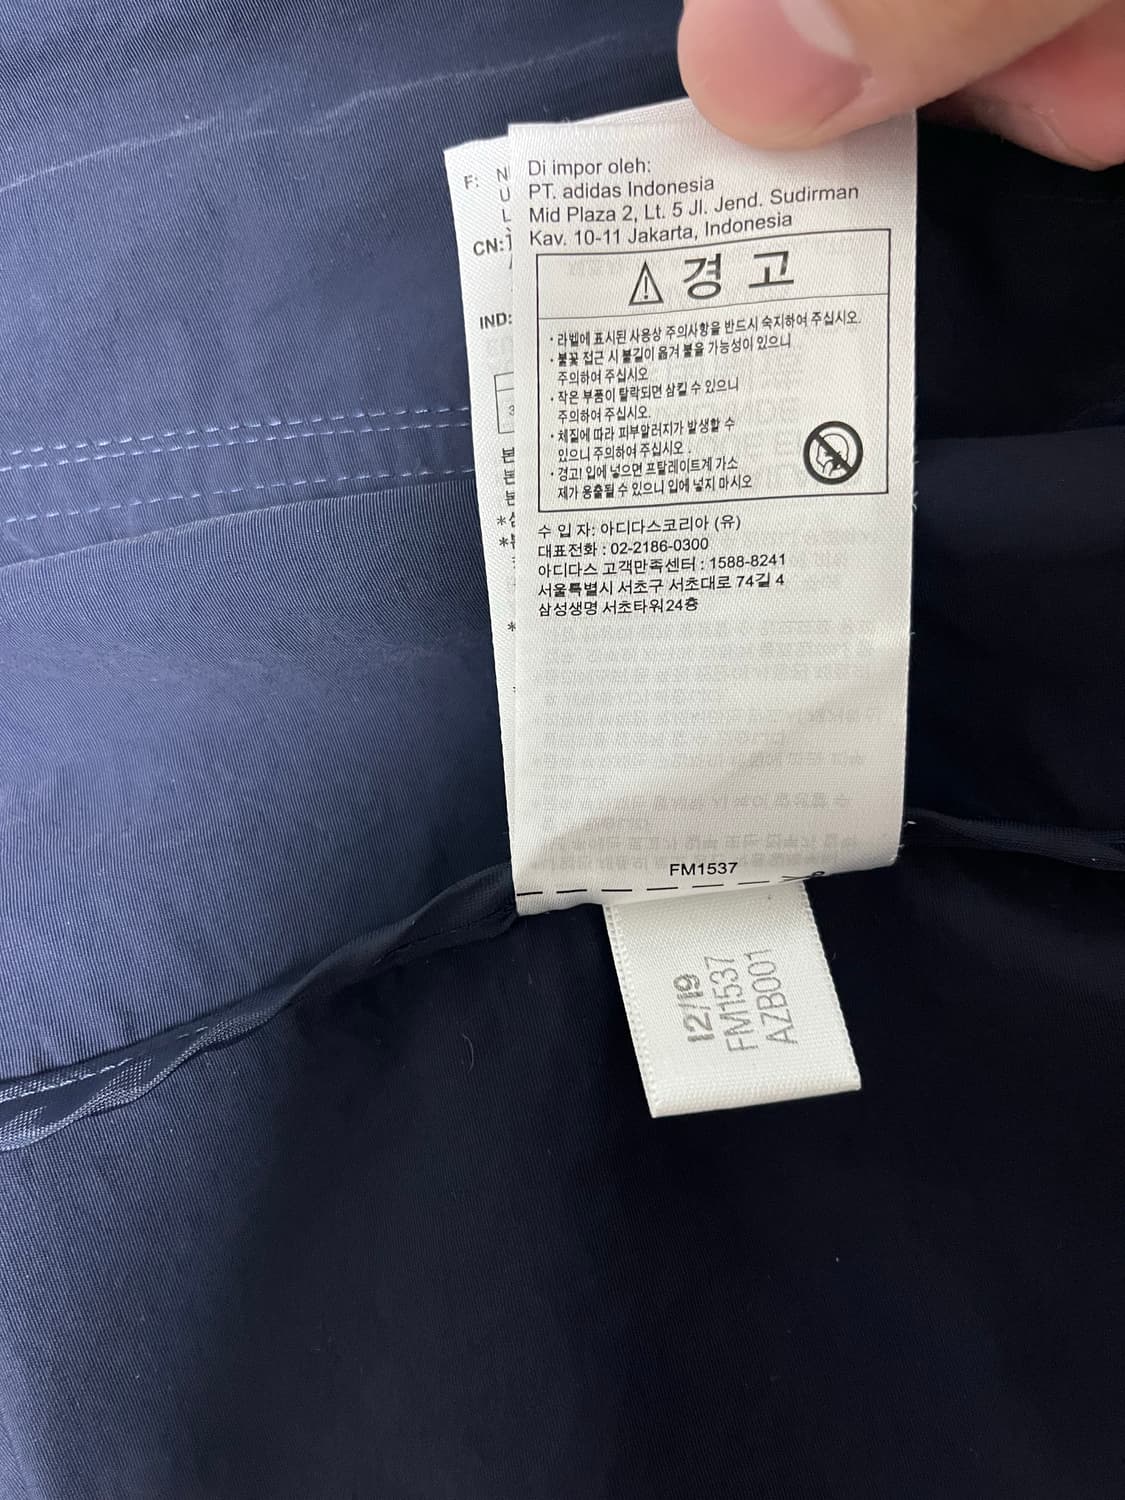 F:
CN:
IND:
Di impor oleh:
PT. adidas Indonesia
Mid Plaza 2, Lt. 5 Jl. Jend. Sudirman
Kav. 10-11 Jakarta, Indonesia
경 고
· 라벨에 표시된 사용상 주의사항을 반드시 숙지하여 주십시오.
· 불꽃 접근 시 불길이 옮겨 붙을 가능성이 있으니
주의하여 주십시오
· 작은 부품이 탈락되면 삼킬 수 있으니
주의하여 주십시오.
· 체질에 따라 피부알러지가 발생할 수
있으니 주의하여 주십시오 .
· 경고! 입에 넣으면 프탈레이트계 가소
제가 용출될 수 있으니 입에 넣지 마시오
수 입 자: 아디다스코리아 (유)
대표전화 : 02-2186-0300
아디다스 고객만족센터 : 1588-8241
서울특별시 서초구 서초대로 74길 4
삼성생명 서초타워24층
FM1537
12/19
FM1537
AZB001